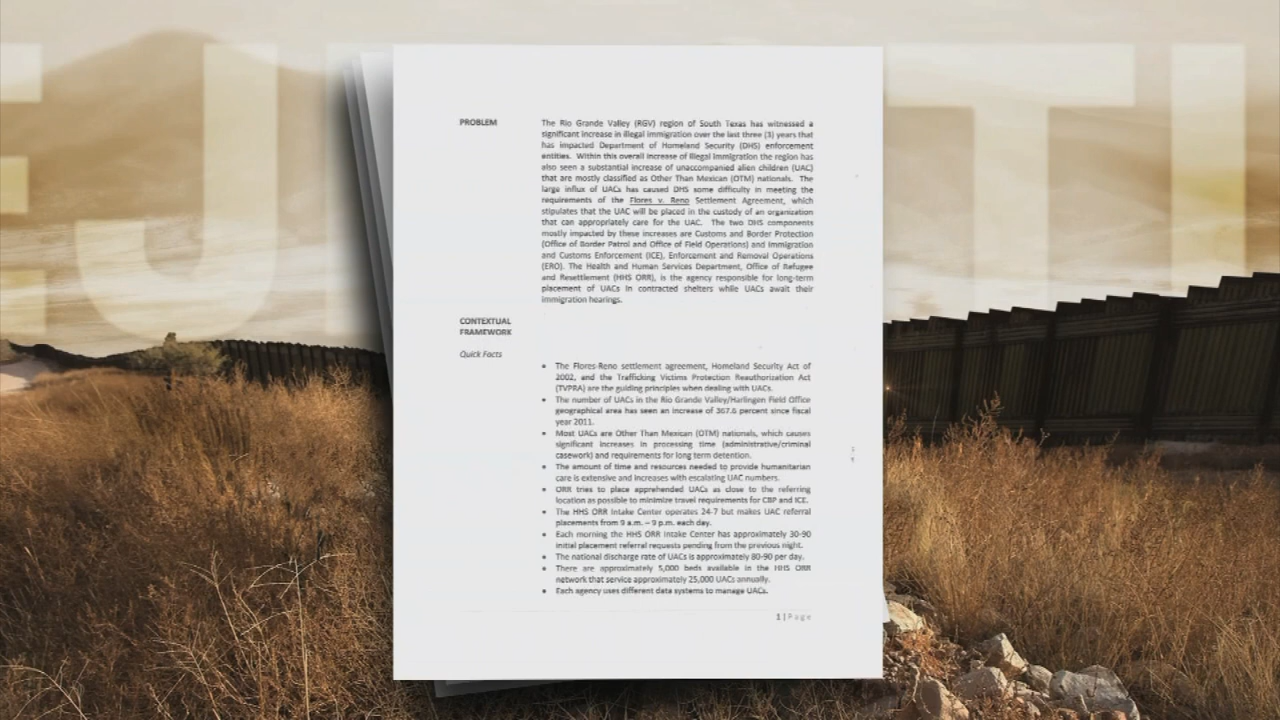 EJ
TI
PROBLEM
The Rio Grande Valley (RGV) region of South Texas has witnessed a
significant increase in illegal immigration over the last three (3) years that
has impacted Department of Homeland Security (DHS) enforcement
entities. Within this overall increase of illegal immigration the region has
also seen a substantial increase of unaccompanied alien children (UAC)
that are mostly classified as Other Than Mexican (OTM) nationals. The
large influx of UACs has caused DHS some difficulty in meeting the
requirements of the Flores v. Reno Settlement Agreement, which
stipulates that the UAC will be placed in the custody of an organization
that can appropriately care for the UAC. The two DHS components
mostly impacted by these increases are Customs and Border Protection
(Office of Border Patrol and Office of Field Operations) and Immigration
and Customs Enforcement (ICE), Enforcement and Removal Operations
(ERO). The Health and Human Services Department, Office of Refugee
and Resettlement (HHS ORR), is the agency responsible for long-term
placement of UACs in contracted shelters while UACs await their
immigration hearings.
CONTEXTUAL
FRAMEWORK
Quick Facts
• The Flores-Reno settlement agreement, Homeland Security Act of
2002, and the Trafficking Victims Protection Reauthorization Act
(TVPRA) are the guiding principles when dealing with UACs.
• The number of UACs in the Rio Grande Valley/Harlingen Field Office
geographical area has seen an increase of 367.6 percent since fiscal
year 2011.
• Most UACs are Other Than Mexican (OTM) nationals, which causes
significant increases in processing time (administrative/criminal
casework) and requirements for long term detention.
• The amount of time and resources needed to provide humanitarian
care is extensive and increases with escalating UAC numbers.
• ORR tries to place apprehended UACs as close to the referring
location as possible to minimize travel requirements for CBP and ICE.
• The HHS ORR Intake Center operates 24-7 but makes UAC referral
placements from 9 a.m. – 9 p.m. each day.
• Each morning the HHS ORR Intake Center has approximately 30-90
initial placement referral requests pending from the previous night.
• The national discharge rate of UACs is approximately 80-90 per day.
• There are approximately 5,000 beds available in the HHS ORR
network that service approximately 25,000 UACs annually.
• Each agency uses different data systems to manage UACs.
1 | Page